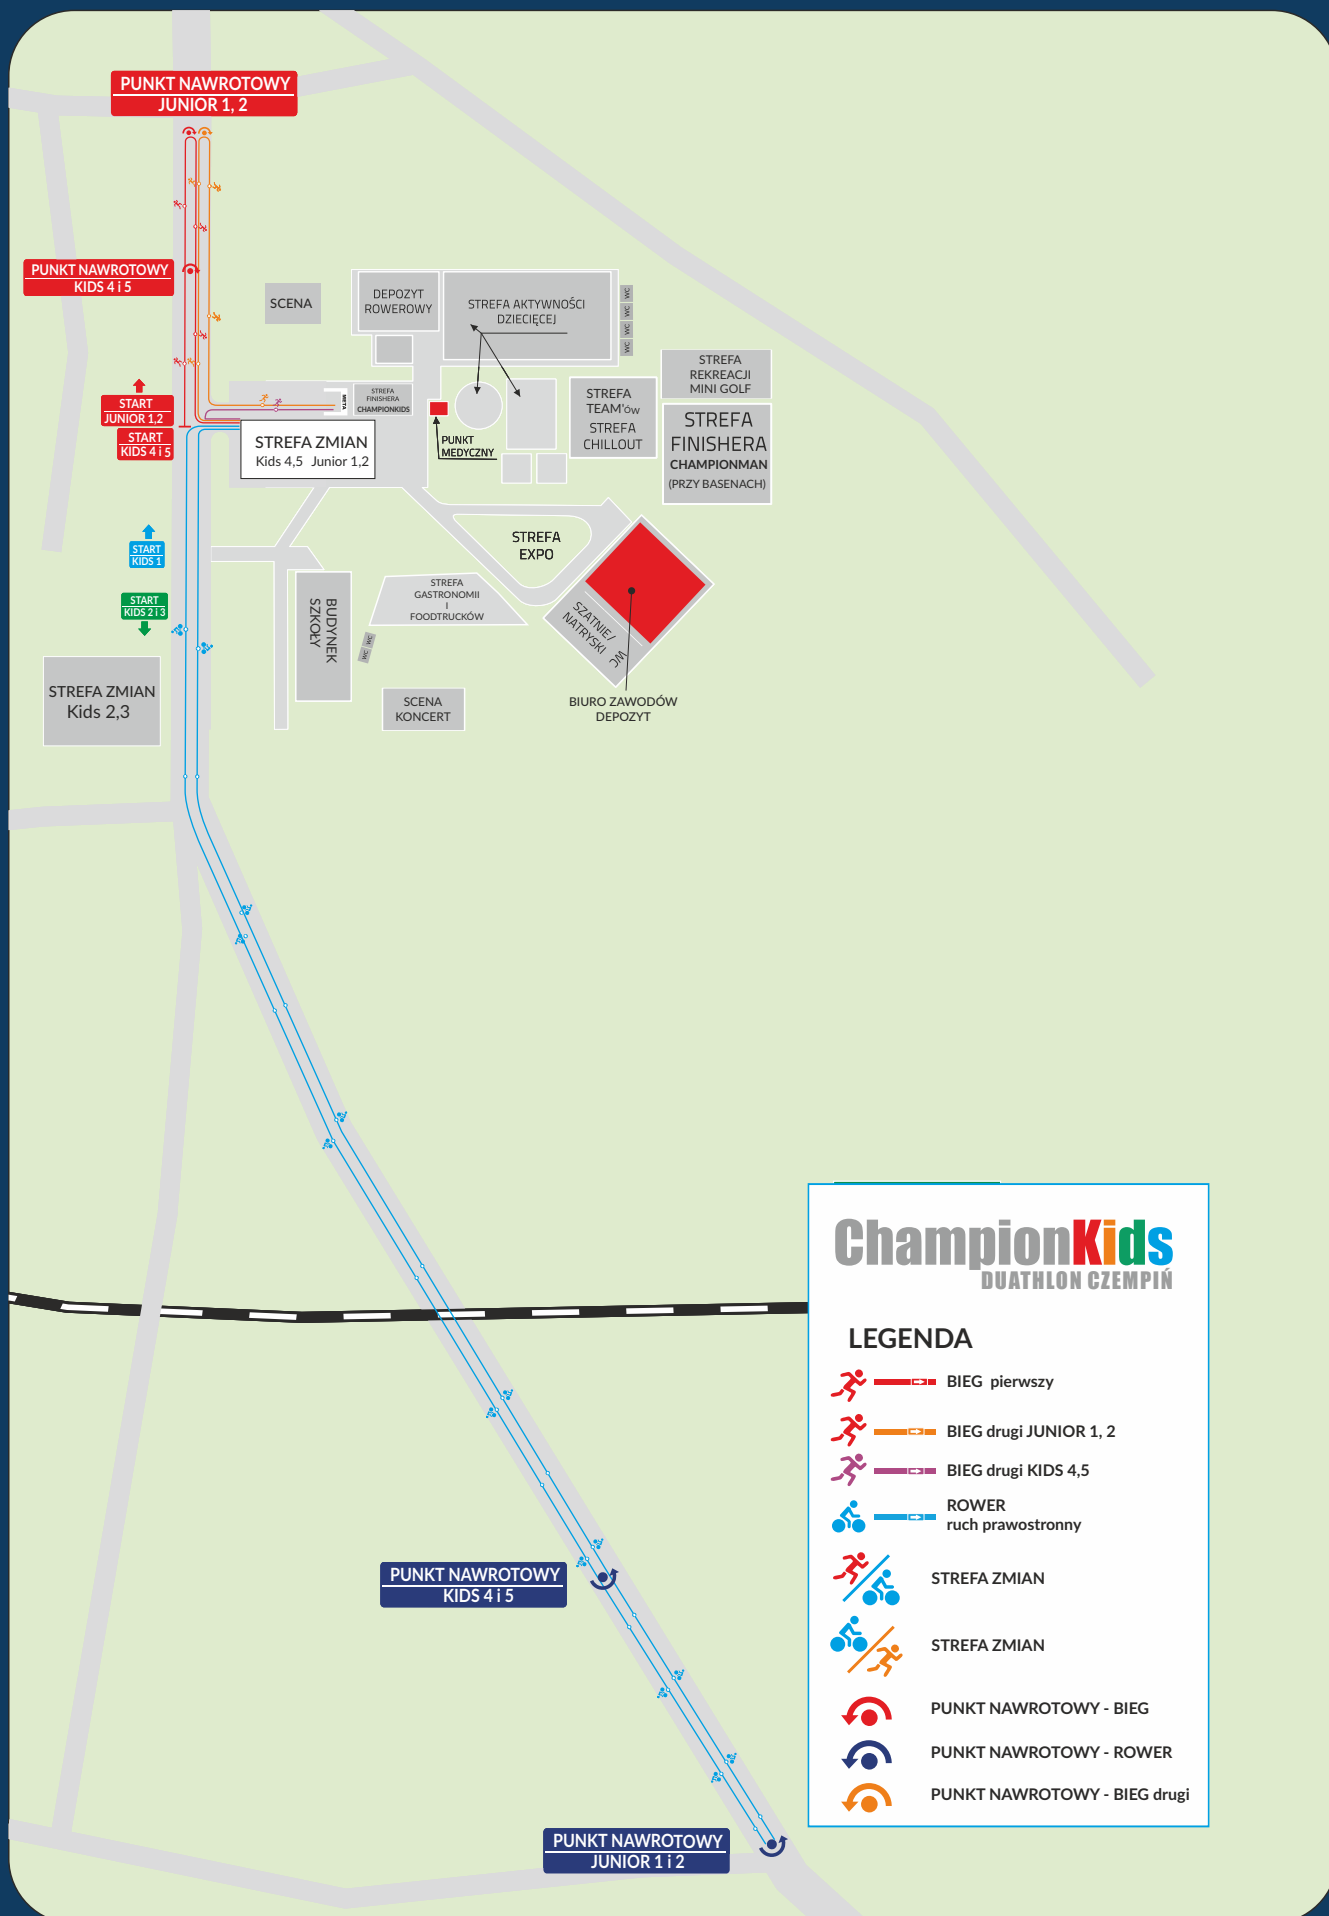 PUNKT NAWROTOWY
JUNIOR 1, 2
PUNKT NAWROTOWY
KIDS 4 i 5
SCENA
DEPOZYT
ROWEROWY
STREFA AKTYWNOŚCI
DZIECIĘCEJ
WC
WC
WC
WC
STREFA
REKREACJI
MINI GOLF
START
JUNIOR 1,2
START
KIDS 4 i 5
META
STREFA
FINISHERA
CHAMPIONKIDS
STREFA
TEAM'ów
STREFA
CHILLOUT
STREFA
FINISHERA
CHAMPIONMAN
(PRZY BASENACH)
STREFA ZMIAN
Kids 4,5 Junior 1,2
PUNKT
MEDYCZNY
START
KIDS 1
STREFA
EXPO
START
KIDS 2 i 3
BUDYNEK
SZKOŁY
STREFA
GASTRONOMII
I
FOODTRUCKÓW
WC
WC
SZATNIE/
NATRYSKI
WC
STREFA ZMIAN
Kids 2,3
SCENA
KONCERT
BIURO ZAWODÓW
DEPOZYT
ChampionKids
DUATHLON CZEMPIŃ
LEGENDA
BIEG pierwszy
BIEG drugi JUNIOR 1, 2
BIEG drugi KIDS 4,5
ROWER
ruch prawostronny
STREFA ZMIAN
STREFA ZMIAN
PUNKT NAWROTOWY - BIEG
PUNKT NAWROTOWY - ROWER
PUNKT NAWROTOWY - BIEG drugi
PUNKT NAWROTOWY
KIDS 4 i 5
PUNKT NAWROTOWY
JUNIOR 1 i 2